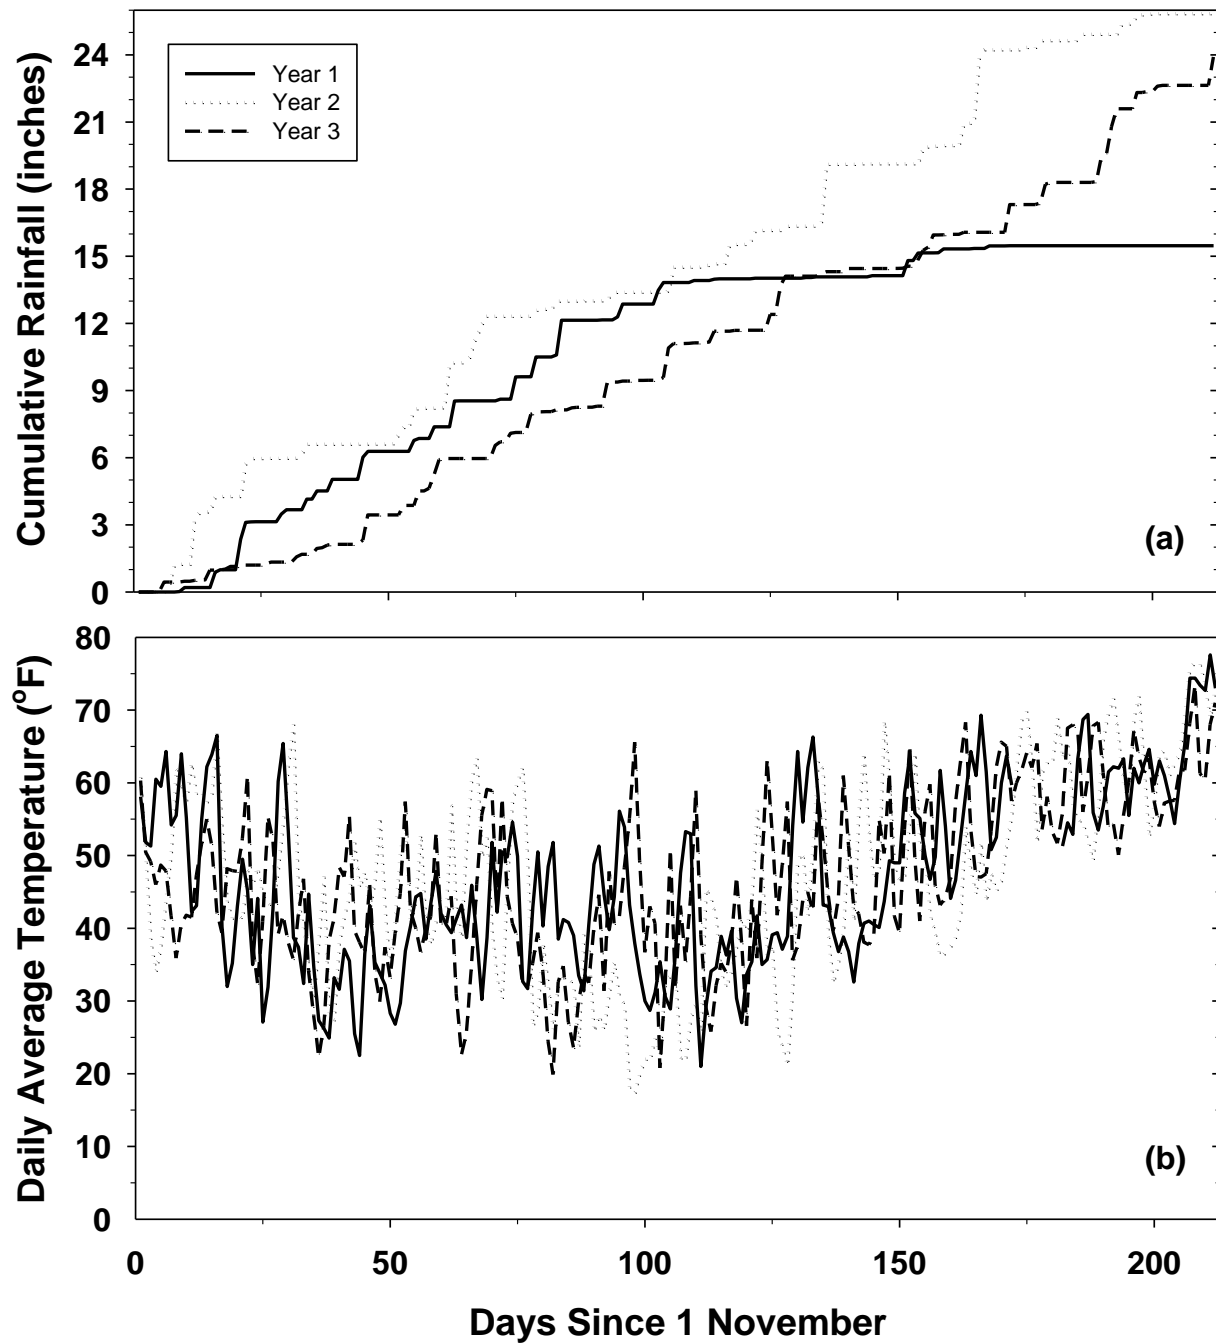 Cumulative Rainfall (inches)
24
21
18
15
12
9
6
3
0
Year 1
Year 2
Year 3
(a)
Daily Average Temperature (°F)
80
70
60
50
40
30
20
10
0
(b)
0 50 100 150 200
Days Since 1 November